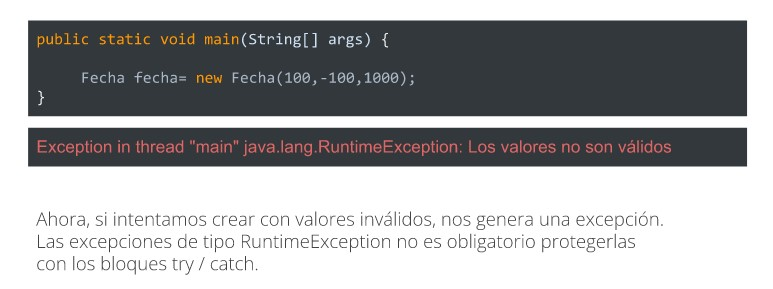 public static void main(String[] args) {
Fecha fecha= new Fecha(100,-100,1000);
}
Exception in thread "main" java.lang.RuntimeException: Los valores no son válidos
Ahora, si intentamos crear con valores inválidos, nos genera una excepción.
Las excepciones de tipo RuntimeException no es obligatorio protegerlas
con los bloques try / catch.